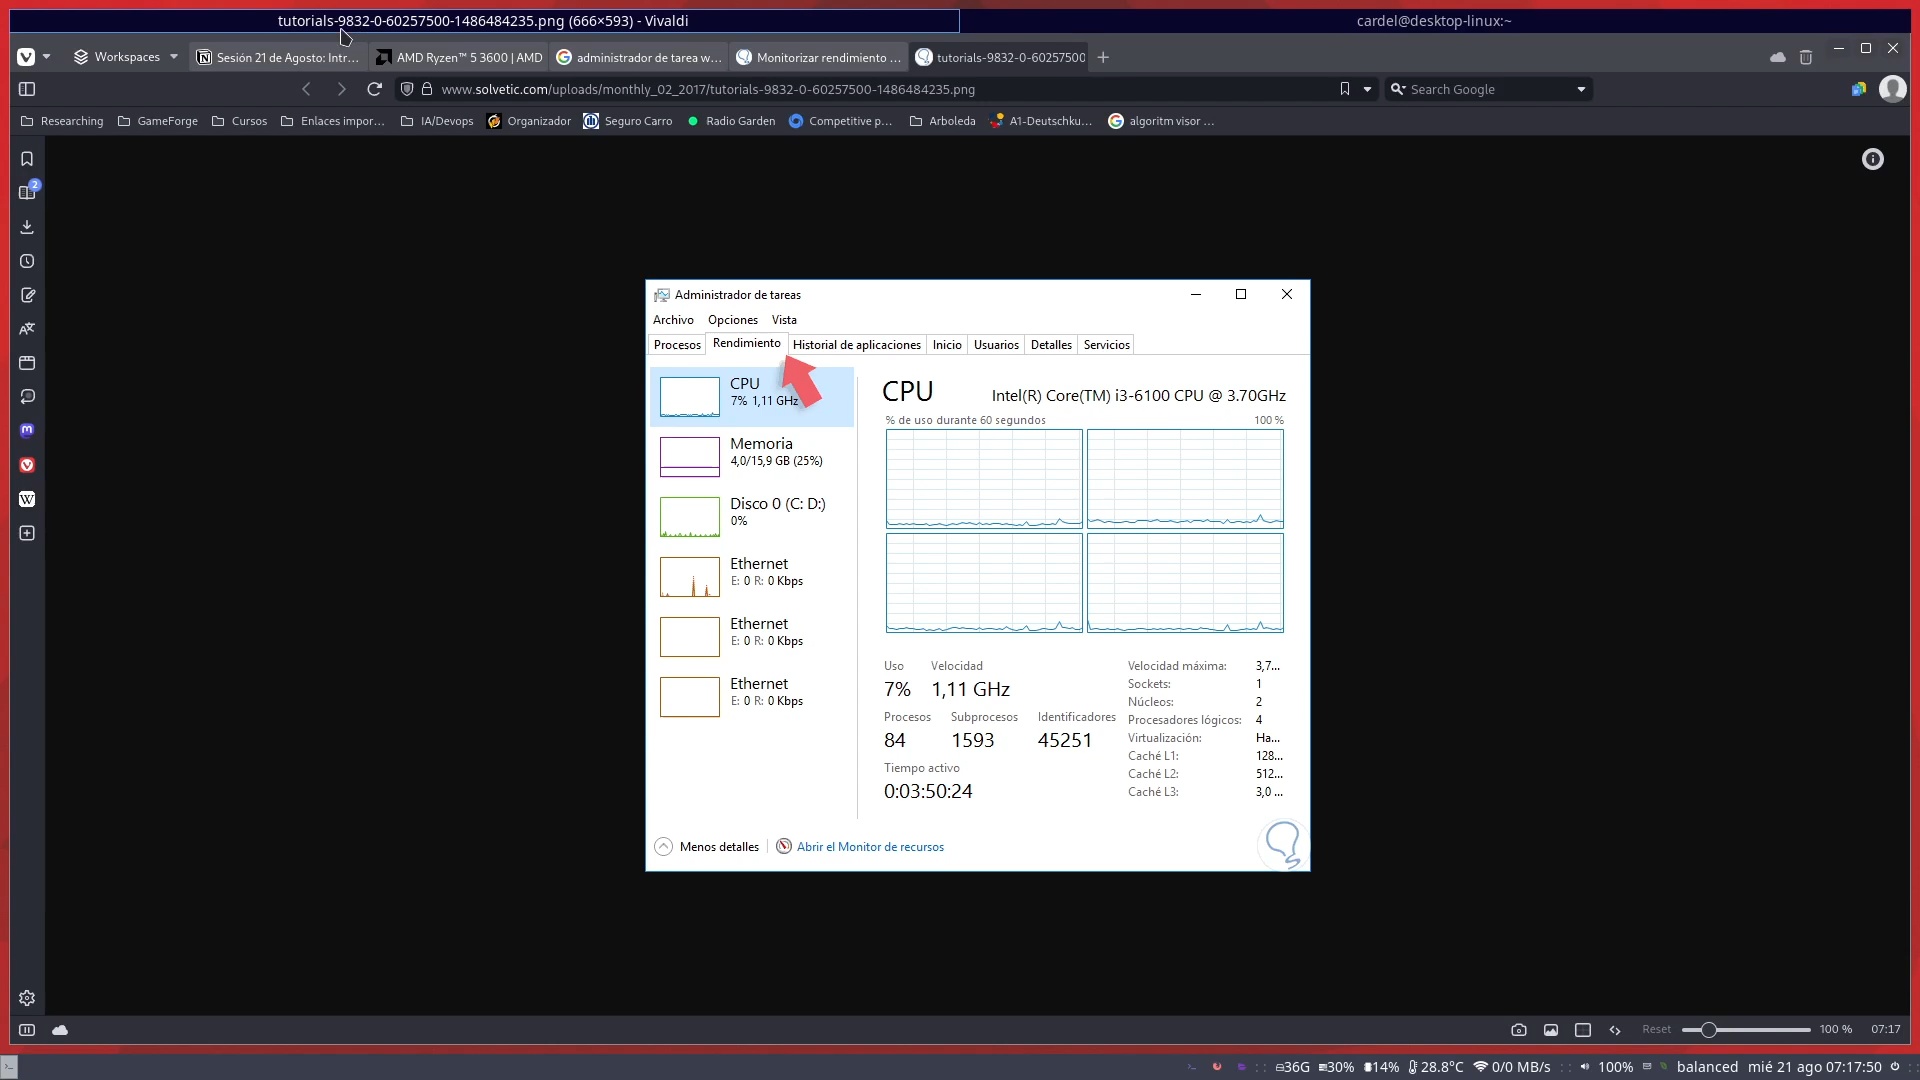 tutorials-9832-0-60257500-1486484235.png (666×593) - Vivaldi
cardel@desktop-linux:~
Workspaces
Sesión 21 de Agosto: Intr...
AMD Ryzen™ 5 3600 | AMD
administrador de tarea w...
Monitorizar rendimiento ...
tutorials-9832-0-60257500
www.solvetic.com/uploads/monthly_02_2017/tutorials-9832-0-60257500-1486484235.png
Search Google
Researching
GameForge
Cursos
Enlaces impor...
IA/Devops
Organizador
Seguro Carro
Radio Garden
Competitive p...
Arboleda
A1-Deutschku...
algoritm visor ...
2
Administrador de tareas
Archivo Opciones Vista
Procesos Rendimiento Historial de aplicaciones Inicio Usuarios Detalles Servicios
CPU
7% 1,11 GHz
Memoria
4,0/15,9 GB (25%)
Disco 0 (C: D:)
0%
Ethernet
E: 0 R: 0 Kbps
Ethernet
E: 0 R: 0 Kbps
Ethernet
E: 0 R: 0 Kbps
CPU
Intel(R) Core(TM) i3-6100 CPU @ 3.70GHz
% de uso durante 60 segundos
100 %
Uso Velocidad
7% 1,11 GHz
Procesos Subprocesos Identificadores
84 1593 45251
Tiempo activo
0:03:50:24
Velocidad máxima: 3,7...
Sockets: 1
Núcleos: 2
Procesadores lógicos: 4
Virtualización: Ha...
Caché L1: 128...
Caché L2: 512...
Caché L3: 3,0 ...
Menos detalles
Abrir el Monitor de recursos
Reset
100 %
07:17
36G 30% 14% 28.8°C 0/0 MB/s 100% balanced mié 21 ago 07:17:50